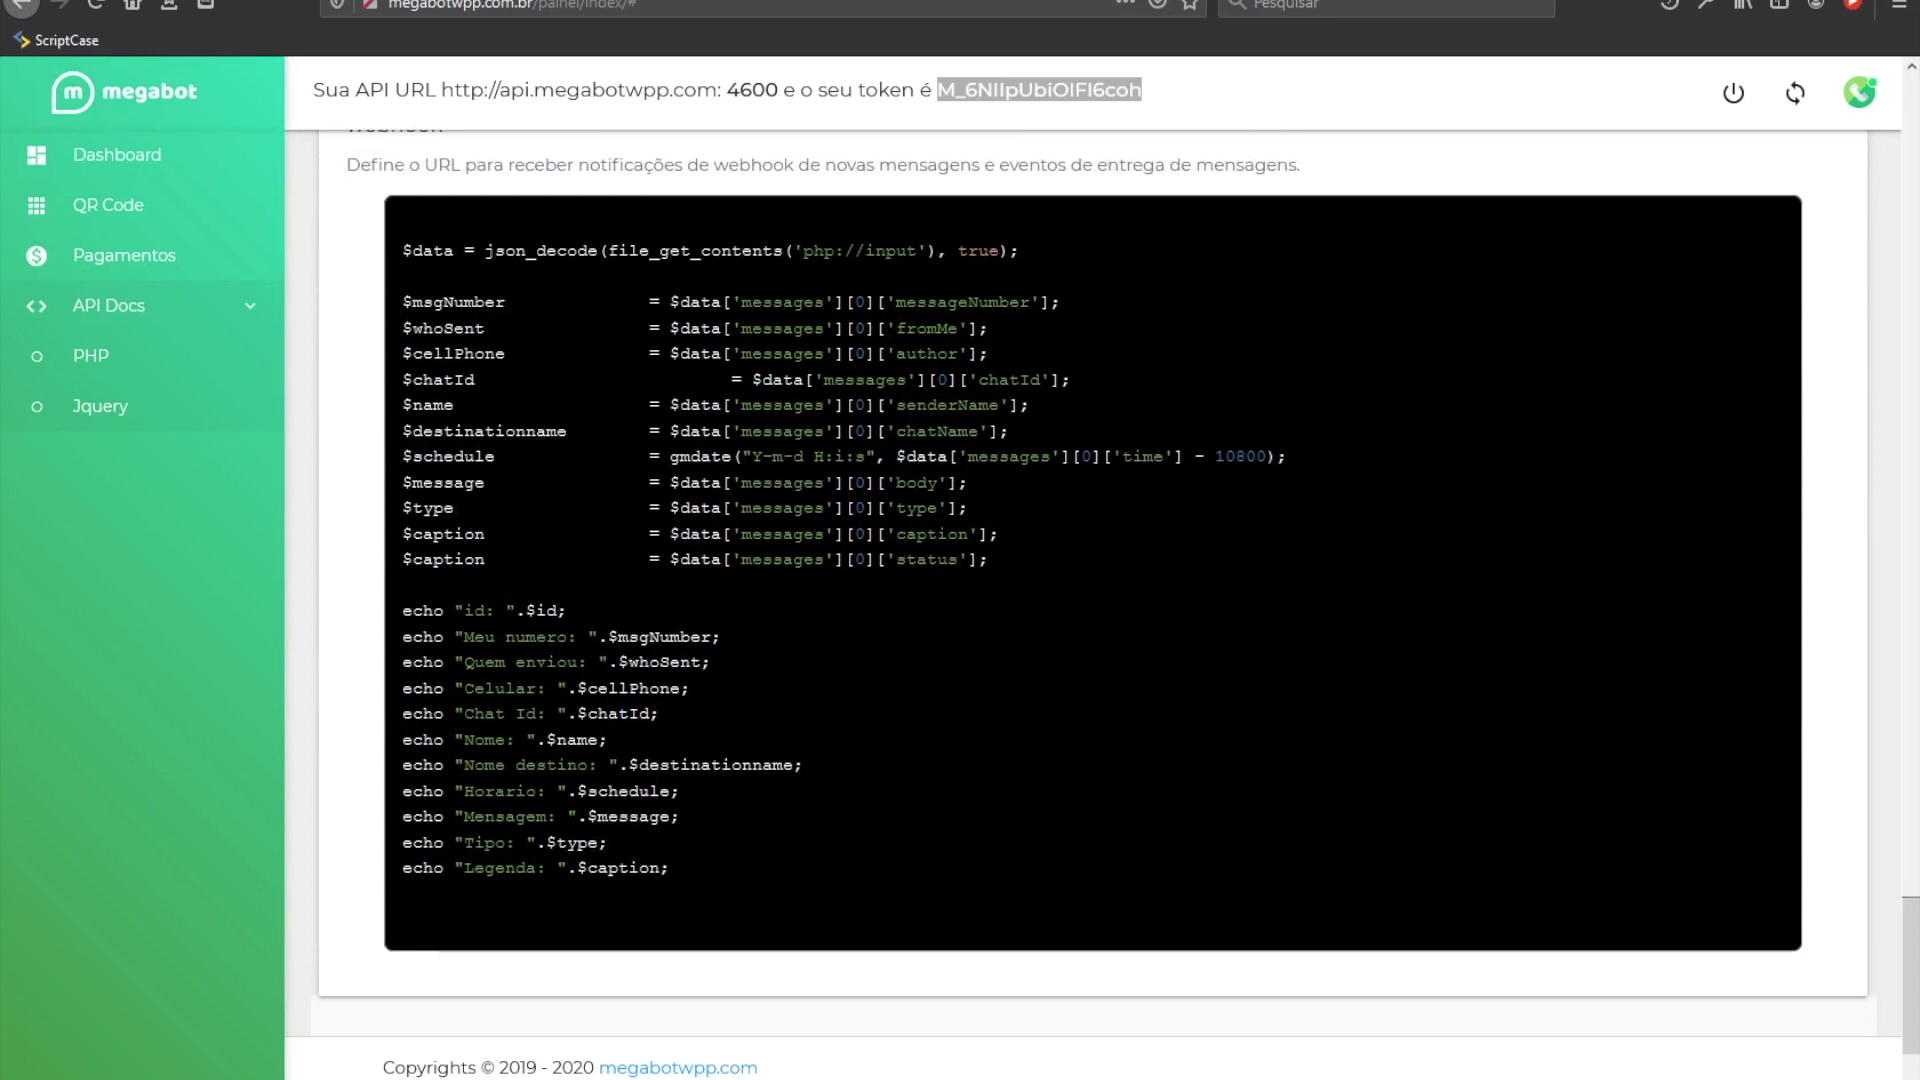 megabotwpp.com.br/painel/index/#
Pesquisar
ScriptCase
megabot
Sua API URL http://api.megabotwpp.com: 4600 e o seu token é M_6NIIpUbiOIFI6coh
Dashboard
QR Code
Pagamentos
API Docs
PHP
Jquery
webhook
Define o URL para receber notificações de webhook de novas mensagens e eventos de entrega de mensagens.
$data = json_decode(file_get_contents('php://input'), true);
$msgNumber = $data['messages'][0]['messageNumber'];
$whoSent = $data['messages'][0]['fromMe'];
$cellPhone = $data['messages'][0]['author'];
$chatId = $data['messages'][0]['chatId'];
$name = $data['messages'][0]['senderName'];
$destinationname = $data['messages'][0]['chatName'];
$schedule = gmdate("Y-m-d H:i:s", $data['messages'][0]['time'] - 10800);
$message = $data['messages'][0]['body'];
$type = $data['messages'][0]['type'];
$caption = $data['messages'][0]['caption'];
$caption = $data['messages'][0]['status'];
echo "id: ".$id;
echo "Meu numero: ".$msgNumber;
echo "Quem enviou: ".$whoSent;
echo "Celular: ".$cellPhone;
echo "Chat Id: ".$chatId;
echo "Nome: ".$name;
echo "Nome destino: ".$destinationname;
echo "Horario: ".$schedule;
echo "Mensagem: ".$message;
echo "Tipo: ".$type;
echo "Legenda: ".$caption;
Copyrights © 2019 - 2020 megabotwpp.com